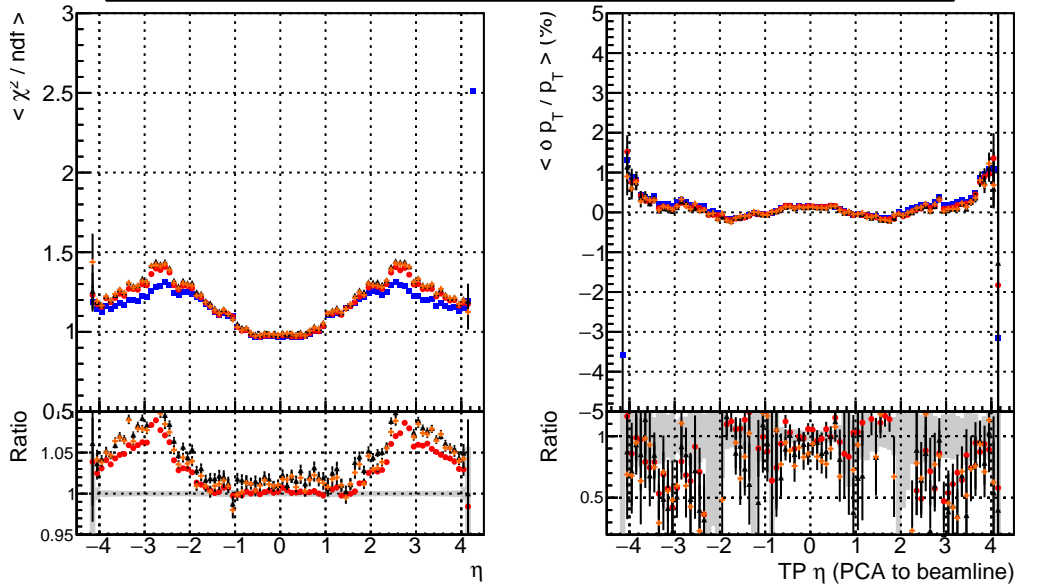 < χ² / ndf >
3
2.5
2
1.5
1
0.5
Ratio
1.05
1
0.95
−4 −3 −2 −1 0 1 2 3 4
η
< σ p_T / p_T > (%)
5
4
3
2
1
0
−1
−2
−3
−4
−5
Ratio
1
0.5
−4 −3 −2 −1 0 1 2 3 4
TP η (PCA to beamline)